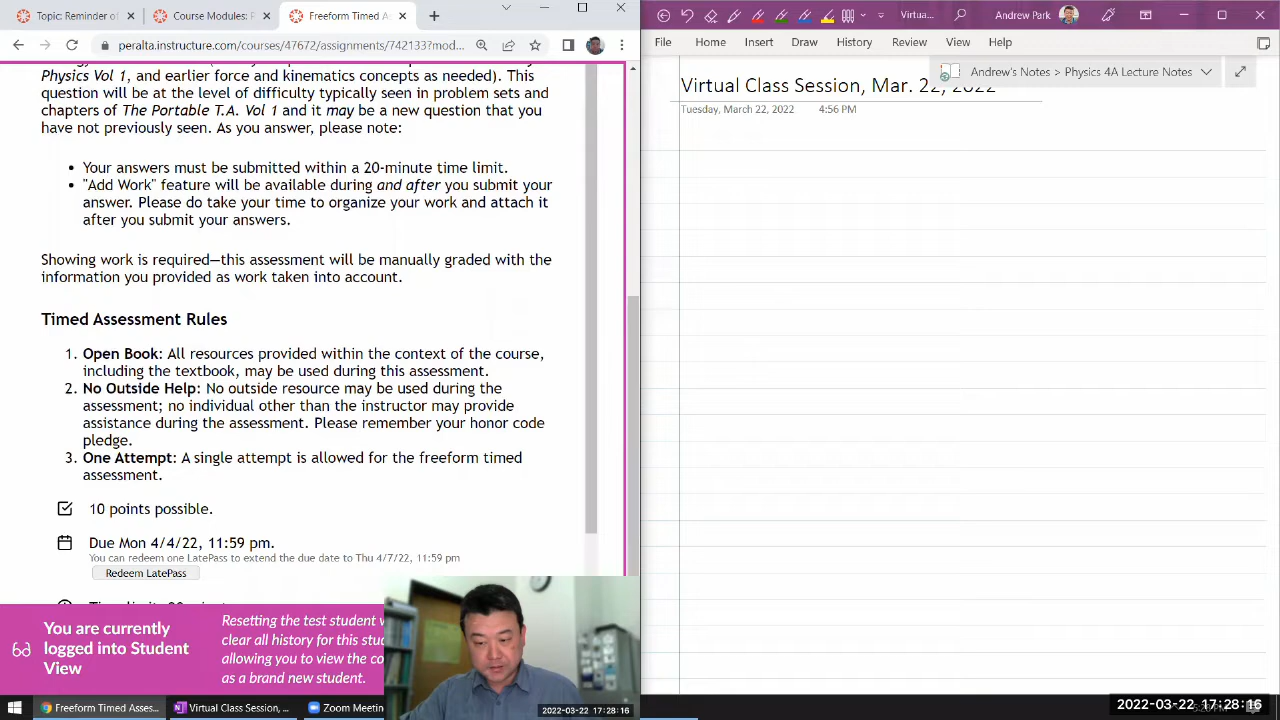 Topic: Reminder of
Course Modules: P
Freeform Timed A
peralta.instructure.com/courses/47672/assignments/742133?mod...
Physics Vol 1, and earlier force and kinematics concepts as needed). This
question will be at the level of difficulty typically seen in problem sets and
chapters of The Portable T.A. Vol 1 and it may be a new question that you
have not previously seen. As you answer, please note:
• Your answers must be submitted within a 20-minute time limit.
• "Add Work" feature will be available during and after you submit your
answer. Please do take your time to organize your work and attach it
after you submit your answers.
Showing work is required—this assessment will be manually graded with the
information you provided as work taken into account.
Timed Assessment Rules
1. Open Book: All resources provided within the context of the course,
including the textbook, may be used during this assessment.
2. No Outside Help: No outside resource may be used during the
assessment; no individual other than the instructor may provide
assistance during the assessment. Please remember your honor code
pledge.
3. One Attempt: A single attempt is allowed for the freeform timed
assessment.
10 points possible.
Due Mon 4/4/22, 11:59 pm.
You can redeem one LatePass to extend the due date to Thu 4/7/22, 11:59 pm
Redeem LatePass
You are currently
logged into Student
View
Resetting the test student
clear all history for this
allowing you to view the
as a brand new student.
Freeform Timed Asses...
Virtual Class Session, ...
Zoom Meeting
2022-03-22 17:28:16
Virtua...
Andrew Park
File Home Insert Draw History Review View Help
Virtual Class Session, Mar. 22, 2022
Andrew's Notes > Physics 4A Lecture Notes
Tuesday, March 22, 2022 4:56 PM
2022-03-22 17:28:16